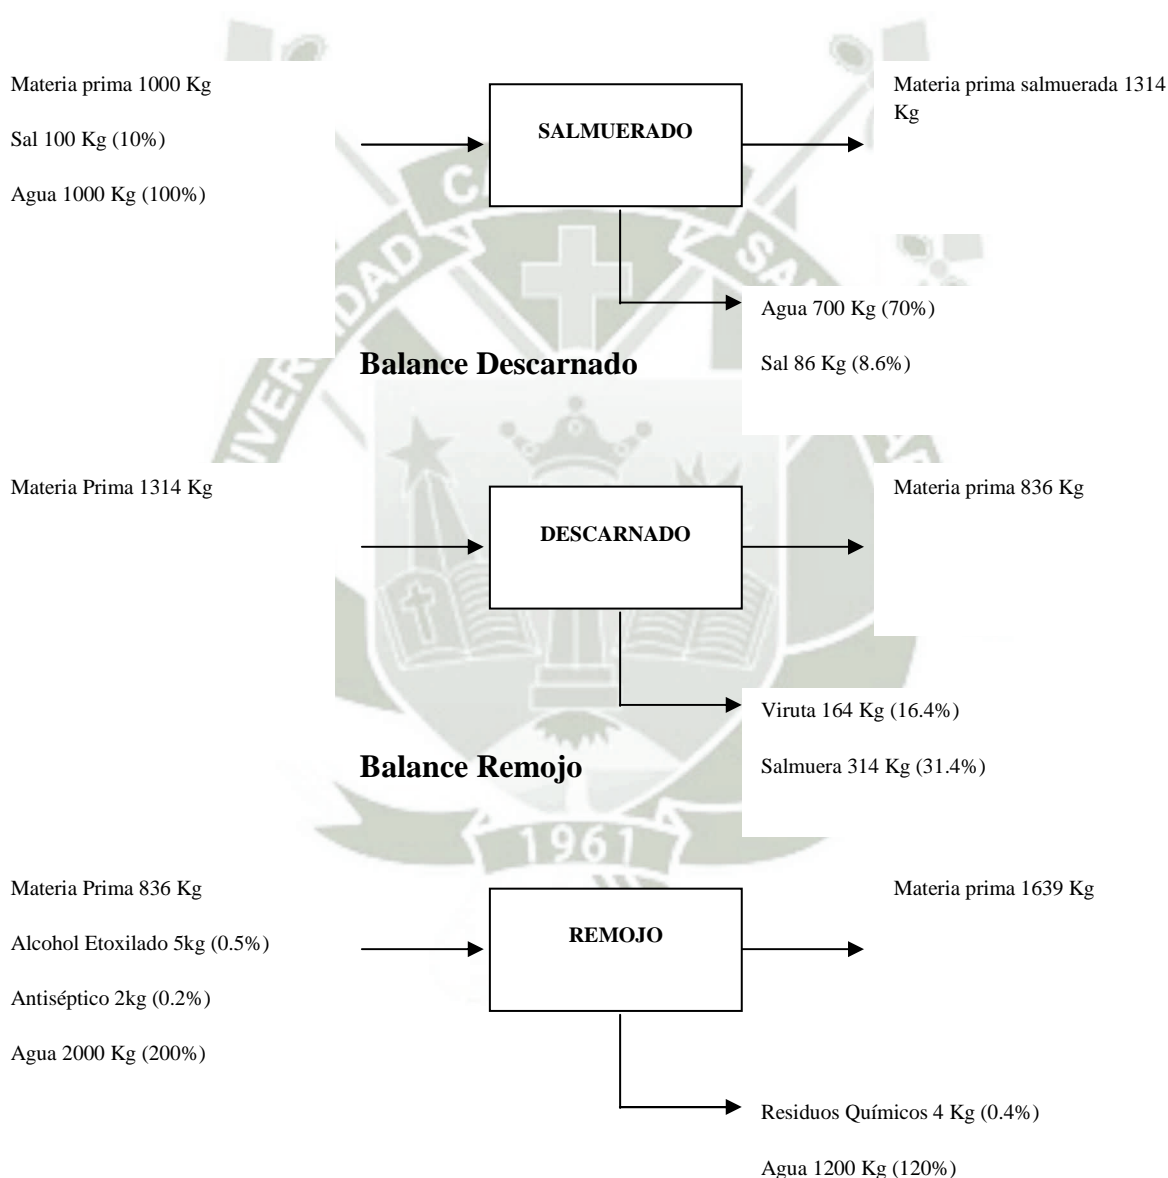 Materia prima 1000 Kg
Sal 100 Kg (10%)
Agua 1000 Kg (100%)
SALMUERADO
Materia prima salmuerada 1314
Kg
Agua 700 Kg (70%)
Sal 86 Kg (8.6%)
Balance Descarnado
Materia Prima 1314 Kg
DESCARNADO
Materia prima 836 Kg
Viruta 164 Kg (16.4%)
Salmuera 314 Kg (31.4%)
Balance Remojo
1961
Materia Prima 836 Kg
Alcohol Etoxilado 5kg (0.5%)
Antiséptico 2kg (0.2%)
Agua 2000 Kg (200%)
REMOJO
Materia prima 1639 Kg
Residuos Químicos 4 Kg (0.4%)
Agua 1200 Kg (120%)